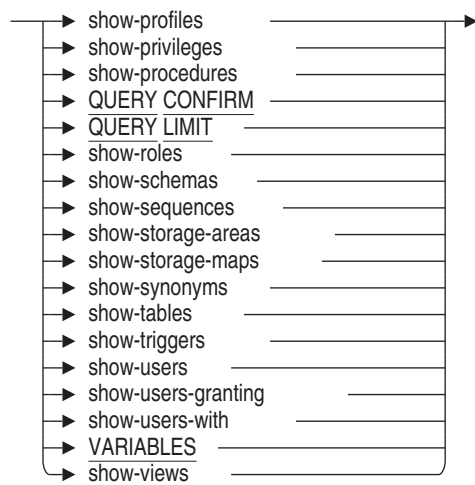 show-profiles
show-privileges
show-procedures
QUERY CONFIRM
QUERY LIMIT
show-roles
show-schemas
show-sequences
show-storage-areas
show-storage-maps
show-synonyms
show-tables
show-triggers
show-users
show-users-granting
show-users-with
VARIABLES
show-views